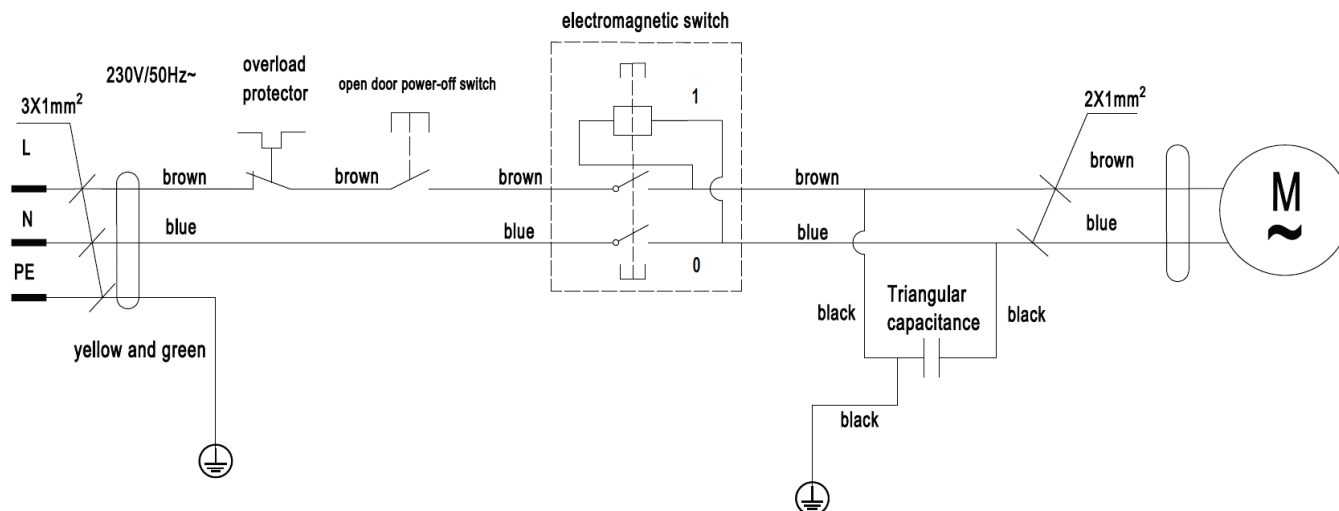 electromagnetic switch
230V/50Hz~
overload
protector
open door power-off switch
3X1mm²
1
2X1mm²
L
brown
brown
brown
brown
brown
M
~
N
blue
blue
blue
blue
PE
0
Triangular
capacitance
black
black
yellow and green
black